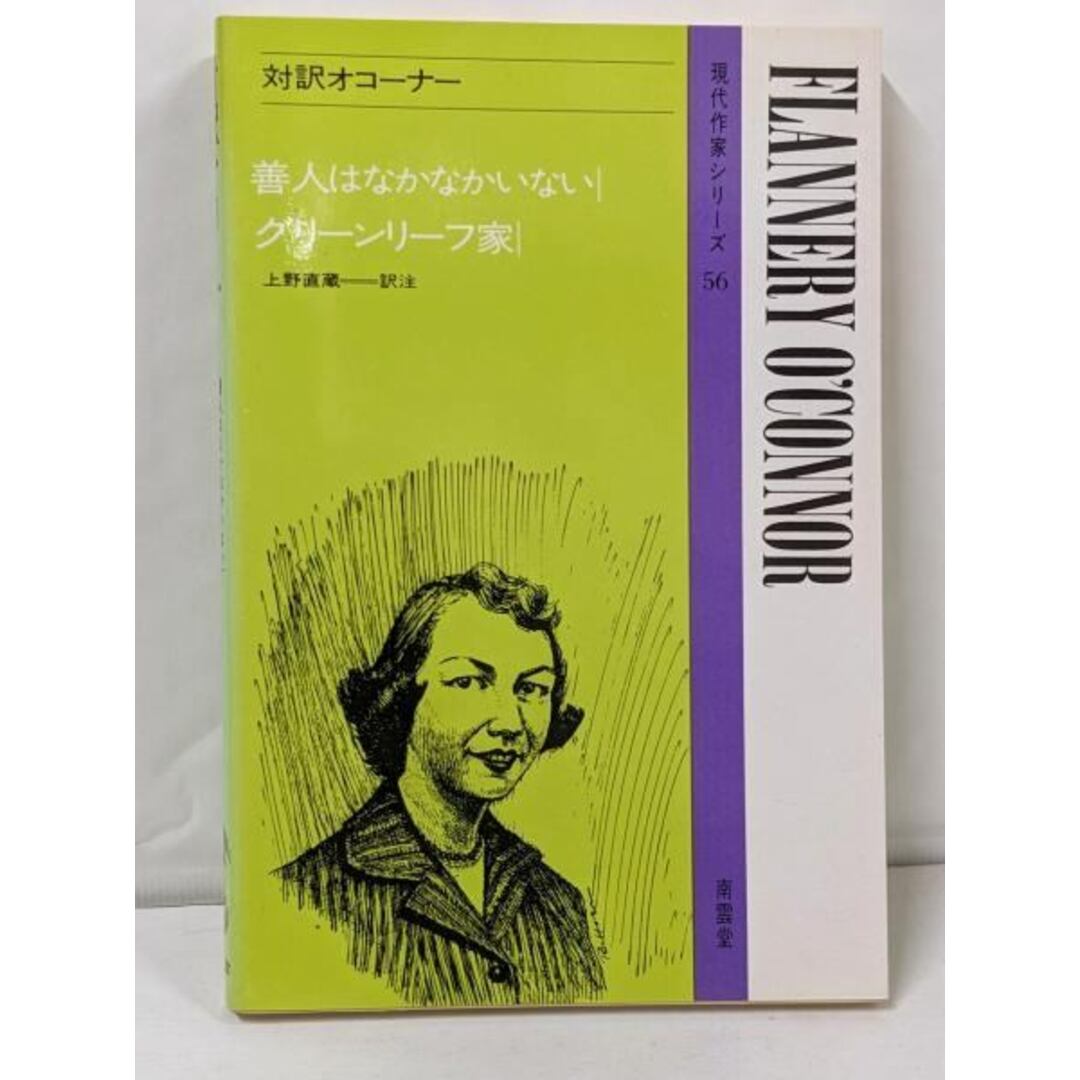 対訳オコーナー
善人はなかなかいない|
グリーンリーフ家|
上野直蔵——訳注
現代作家シリーズ 56
南雲堂
FLANNERY O'CONNOR